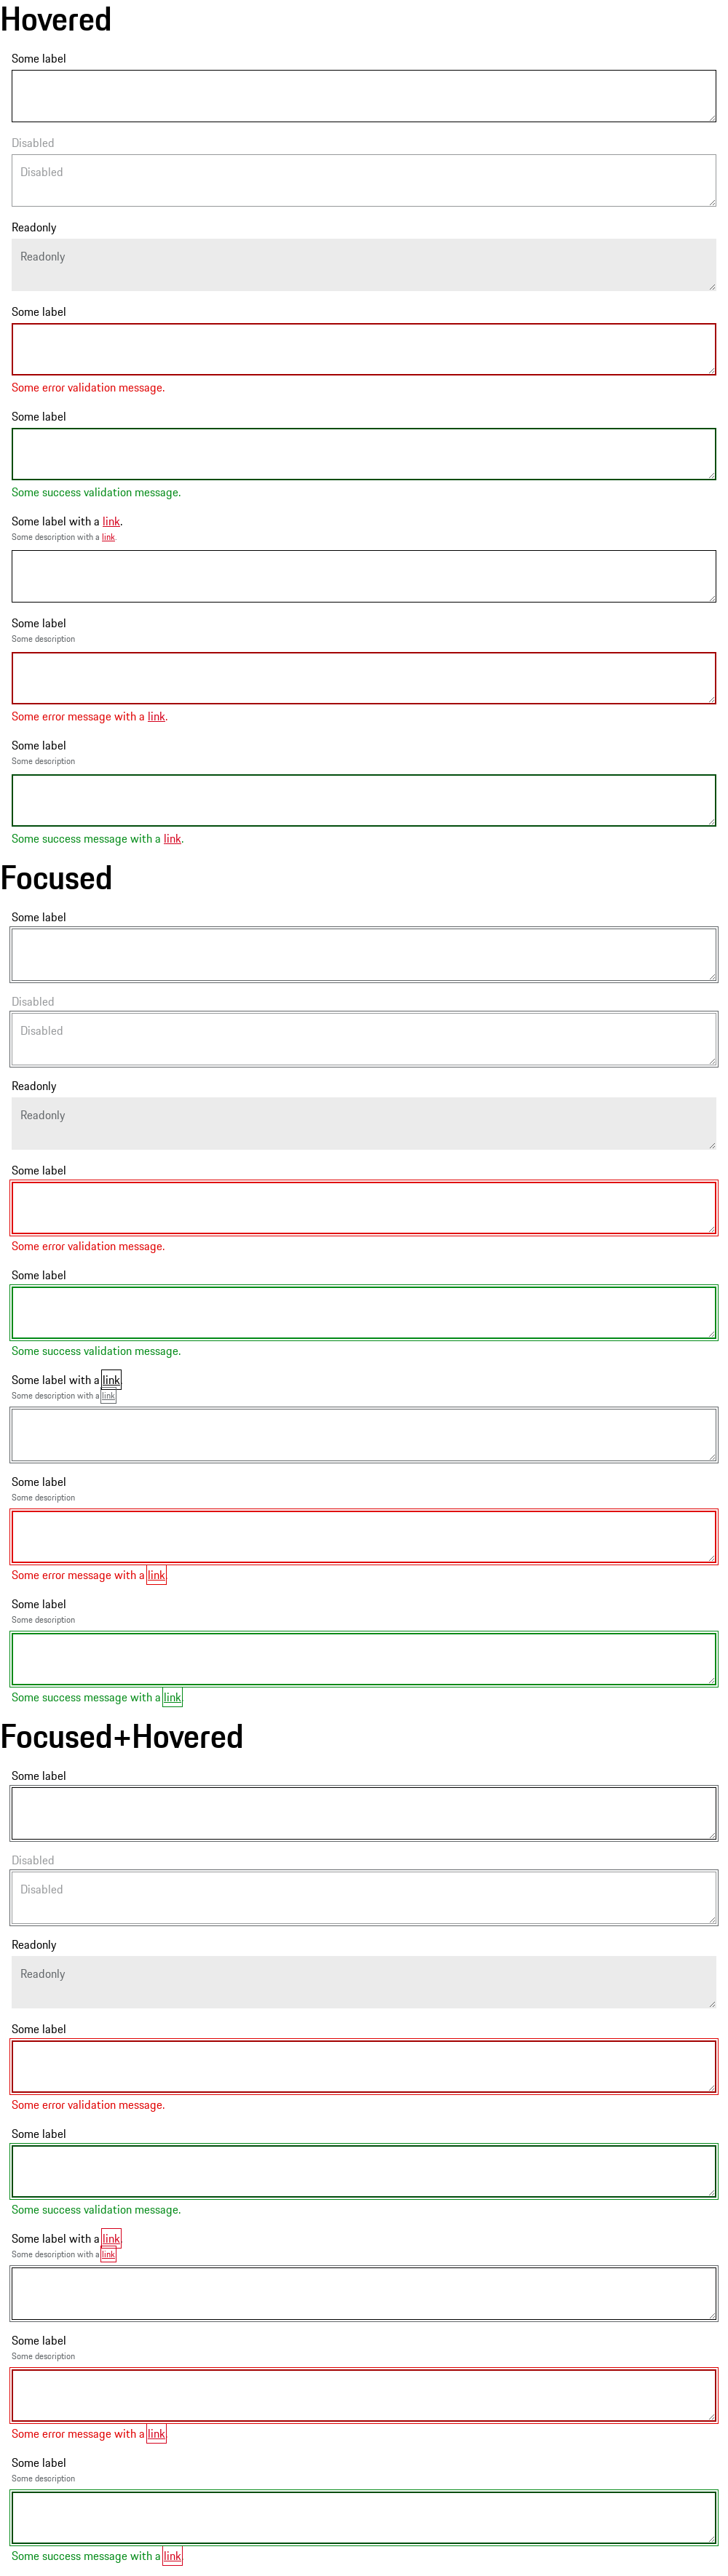 Hovered
Some label
Disabled
Disabled
Readonly
Readonly
Some label
Some error validation message.
Some label
Some success validation message.
Some label with a link.
Some description with a link.
Some label
Some description
Some error message with a link.
Some label
Some description
Some success message with a link.
Focused
Some label
Disabled
Disabled
Readonly
Readonly
Some label
Some error validation message.
Some label
Some success validation message.
Some label with a link.
Some description with a link.
Some label
Some description
Some error message with a link.
Some label
Some description
Some success message with a link.
Focused+Hovered
Some label
Disabled
Disabled
Readonly
Readonly
Some label
Some error validation message.
Some label
Some success validation message.
Some label with a link.
Some description with a link.
Some label
Some description
Some error message with a link.
Some label
Some description
Some success message with a link.